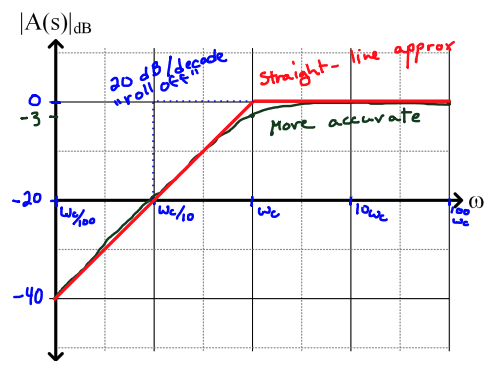 |A(s)|dB
20 dB/decade
"roll off"
Straight-line approx
0
-3
More accurate
-20
ωc/100
ωc/10
ωc
10ωc
100ωc
ω
-40